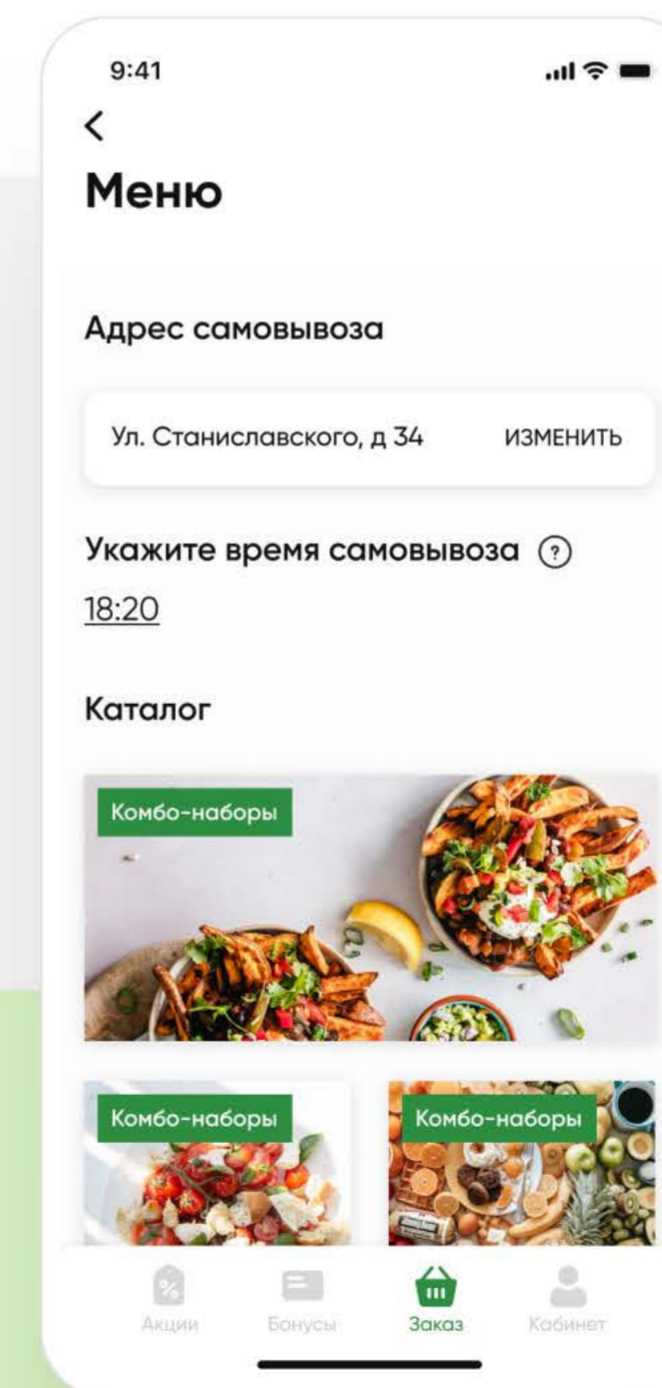 9:41
Меню
Адрес самовывоза
Ул. Станиславского, д 34 ИЗМЕНИТЬ
Укажите время самовывоза ?
18:20
Каталог
Комбо-наборы
Комбо-наборы Комбо-наборы
%
Акции Бонусы Заказ Кабинет